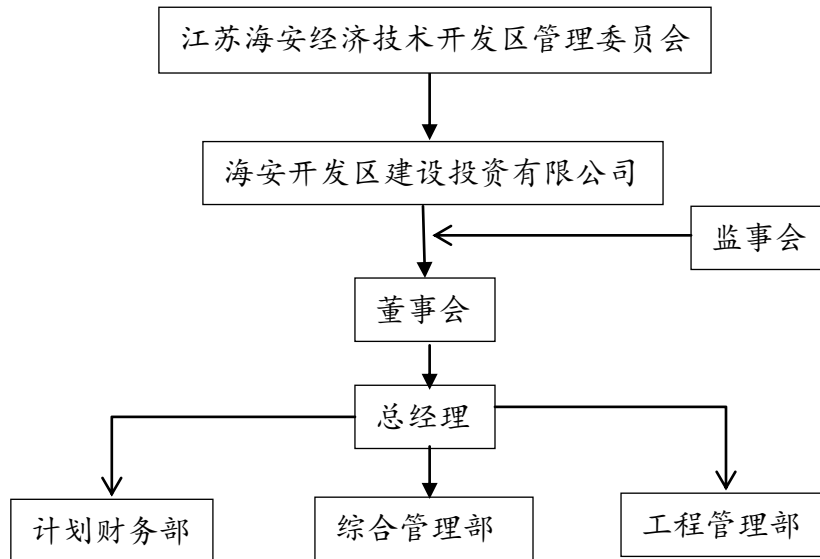 江苏海安经济技术开发区管理委员会
海安开发区建设投资有限公司
监事会
董事会
总经理
计划财务部
综合管理部
工程管理部